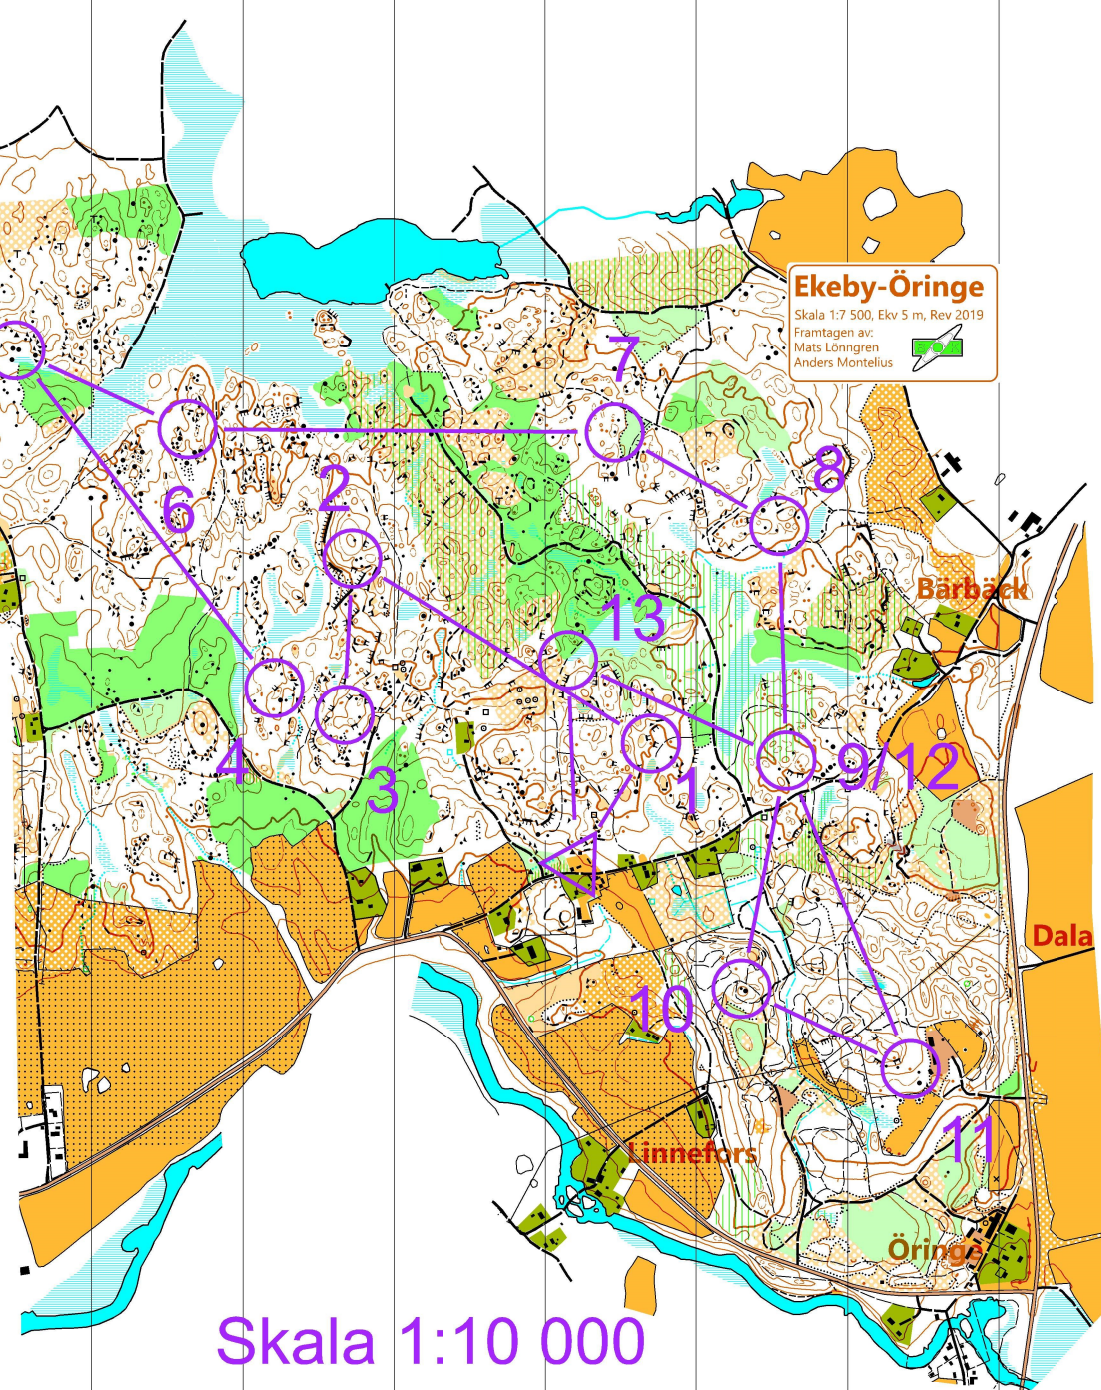 Ekeby-Öringe
Skala 1:7 500, Ekv 5 m, Rev 2019
Framtagen av:
Mats Lönngren
Anders Montelius
7
8
2
6
Bärbäck
13
4
3
1
9/12
Dala
10
11
Linnefors
Öringe
Skala 1:10 000